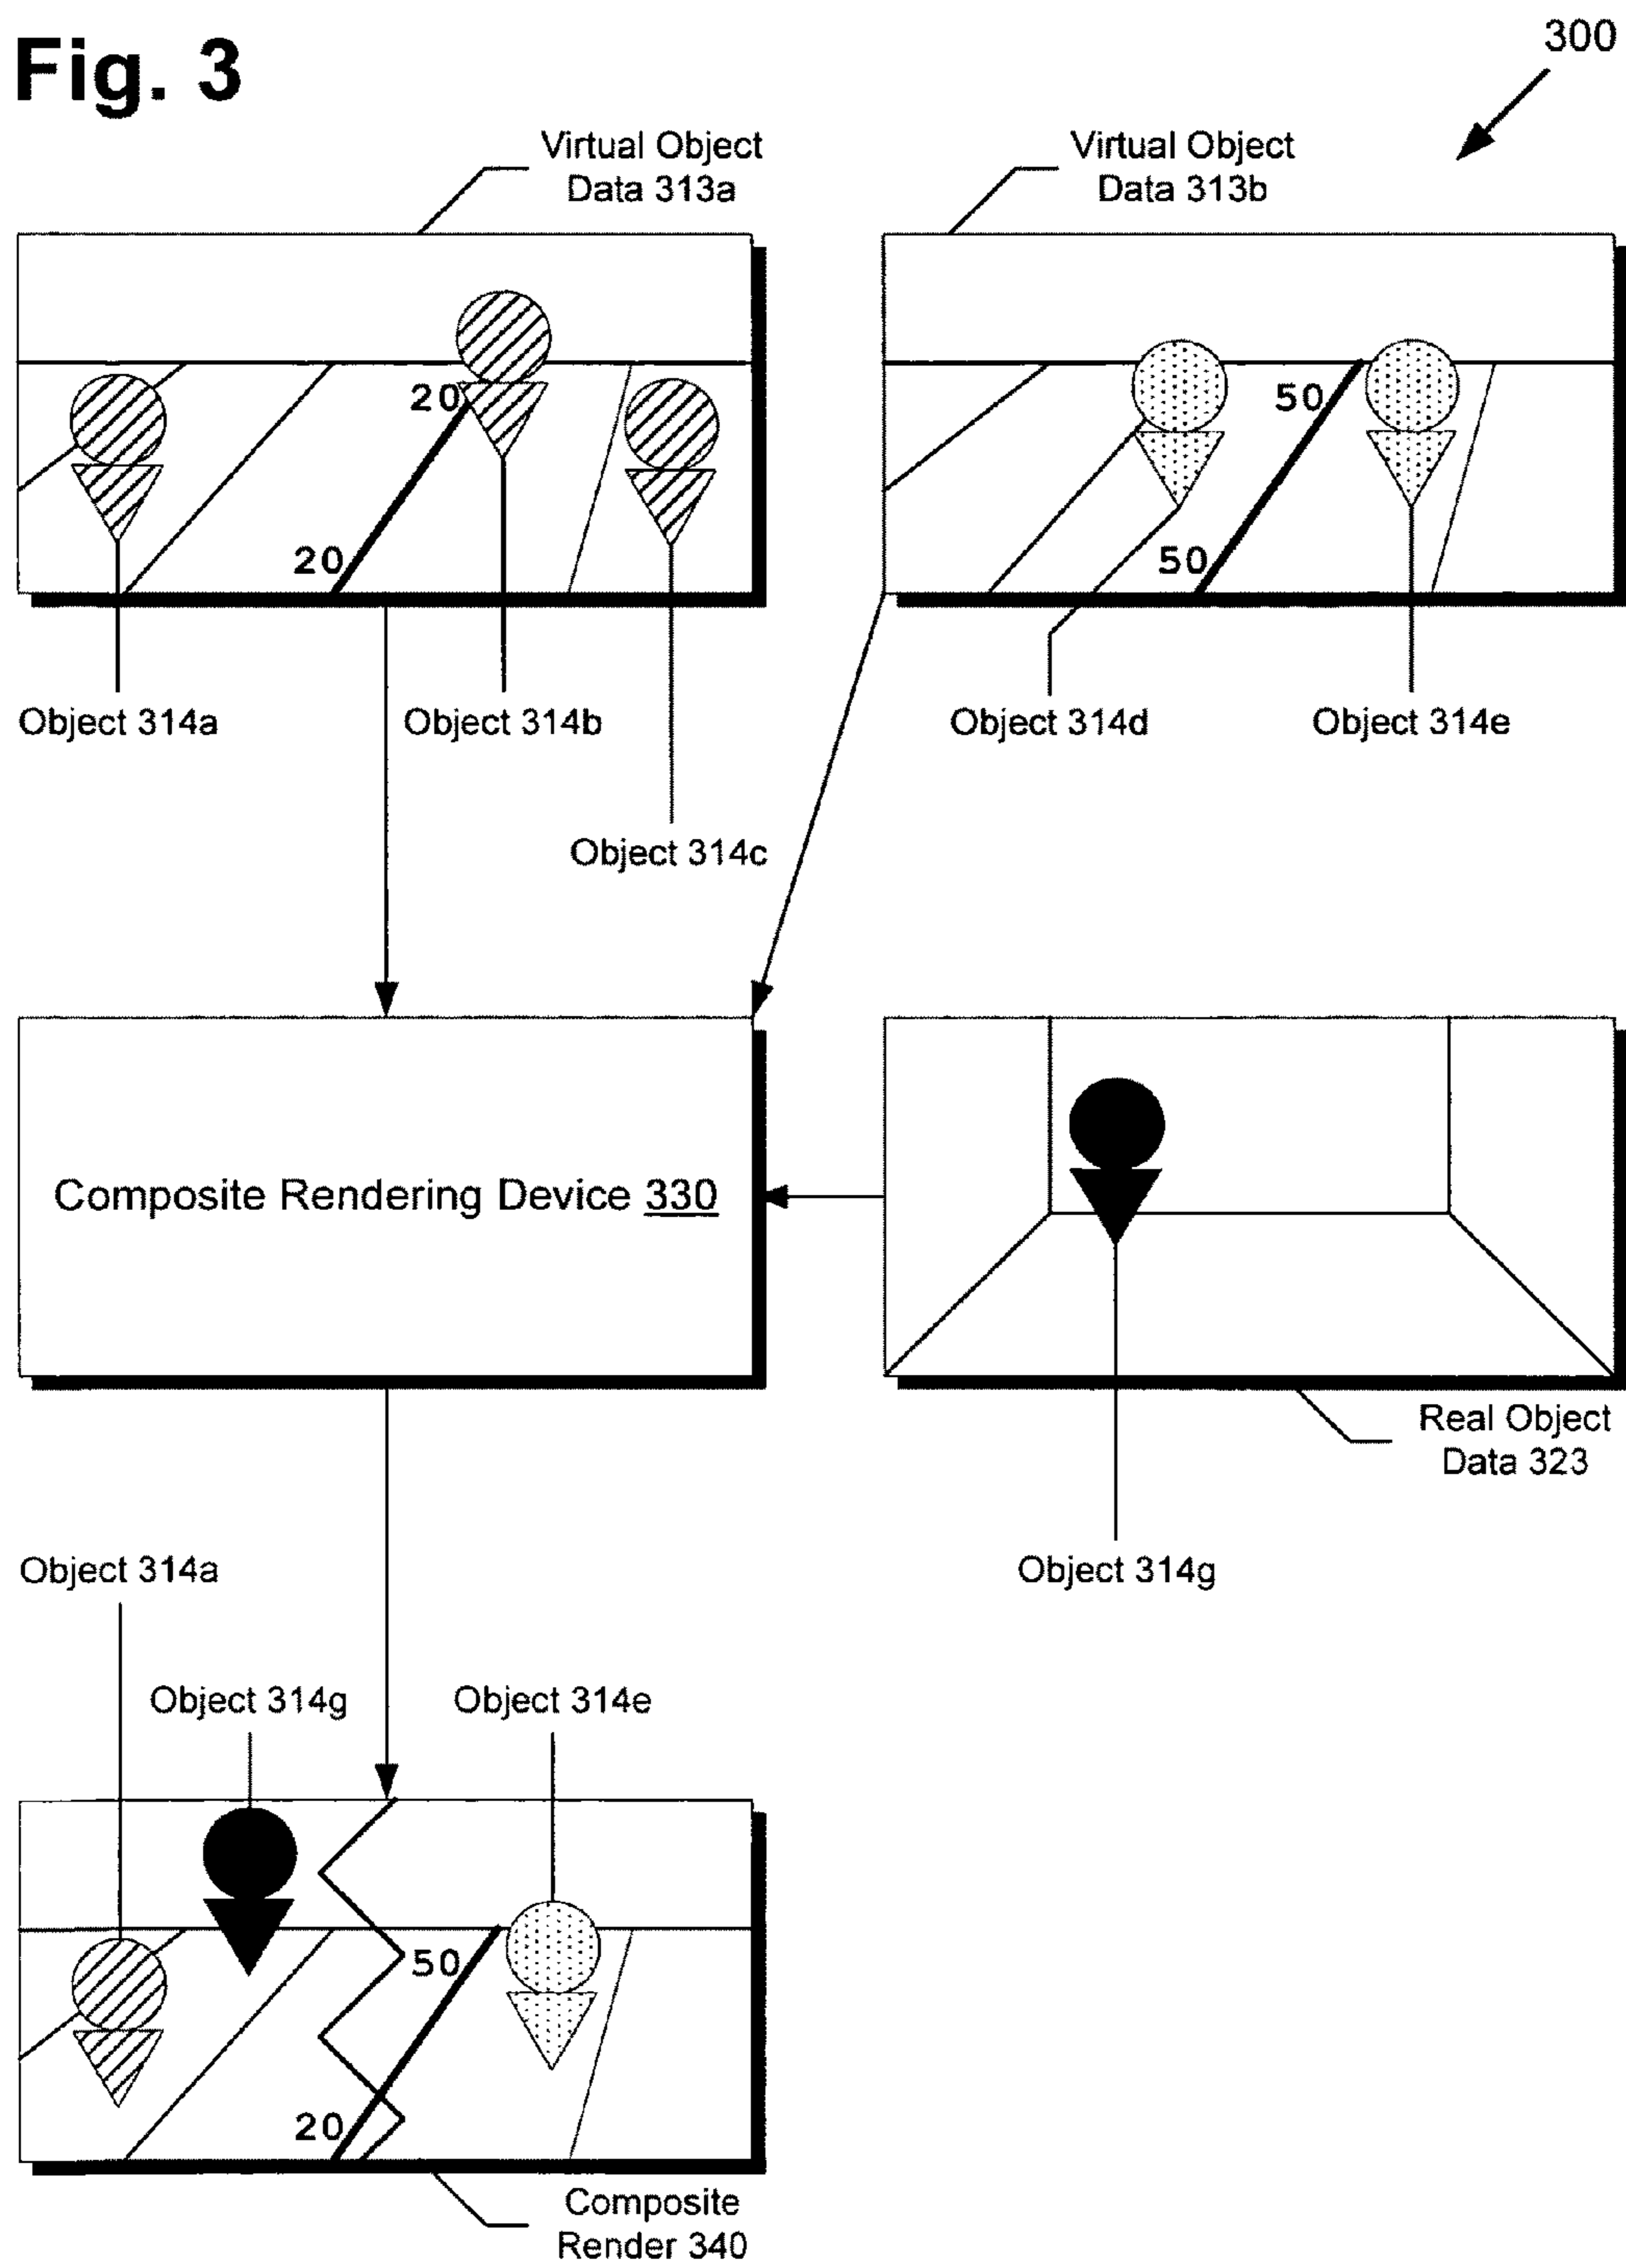 Fig. 3
300
Virtual Object
Data 313a
Virtual Object
Data 313b
20
20
50
50
Object 314a
Object 314b
Object 314d
Object 314e
Object 314c
Composite Rendering Device 330
Real Object
Data 323
Object 314g
Object 314a
Object 314g
Object 314e
50
20
Composite
Render 340